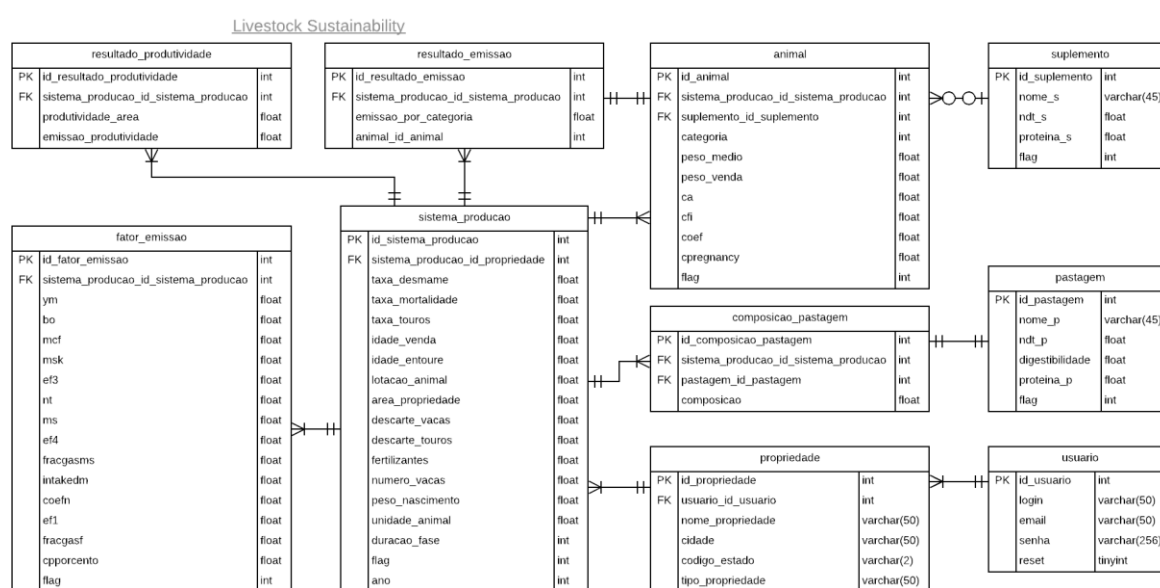 Livestock Sustainability
resultado_produtividade
PK id_resultado_produtividade int
FK sistema_producao_id_sistema_producao int
produtividade_area float
emissao_produtividade float
resultado_emissao
PK id_resultado_emissao int
FK sistema_producao_id_sistema_producao int
emissao_por_categoria float
animal_id_animal int
animal
PK id_animal int
FK sistema_producao_id_sistema_producao int
FK suplemento_id_suplemento int
categoria int
peso_medio float
peso_venda float
ca float
cfi float
coef float
cpregnancy float
flag int
suplemento
PK id_suplemento int
nome_s varchar(45)
ndt_s float
proteina_s float
flag int
fator_emissao
PK id_fator_emissao int
FK sistema_producao_id_sistema_producao int
ym float
bo float
mcf float
msk float
ef3 float
nt float
ms float
ef4 float
fracgasms float
intakedm float
coefn float
ef1 float
fracgasf float
cpporcento float
flag int
sistema_producao
PK id_sistema_producao int
FK sistema_producao_id_propriedade int
taxa_desmame float
taxa_mortalidade float
taxa_touros float
idade_venda float
idade_entoure float
lotacao_animal float
area_propriedade float
descarte_vacas float
descarte_touros float
fertilizantes float
numero_vacas float
peso_nascimento float
unidade_animal float
duracao_fase int
flag int
ano int
composicao_pastagem
PK id_composicao_pastagem int
FK sistema_producao_id_sistema_producao int
FK pastagem_id_pastagem int
composicao float
pastagem
PK id_pastagem int
nome_p varchar(45)
ndt_p float
digestibilidade float
proteina_p float
flag int
propriedade
PK id_propriedade int
FK usuario_id_usuario int
nome_propriedade varchar(50)
cidade varchar(50)
codigo_estado varchar(2)
tipo_propriedade varchar(50)
usuario
PK id_usuario int
login varchar(50)
email varchar(50)
senha varchar(256)
reset tinyint